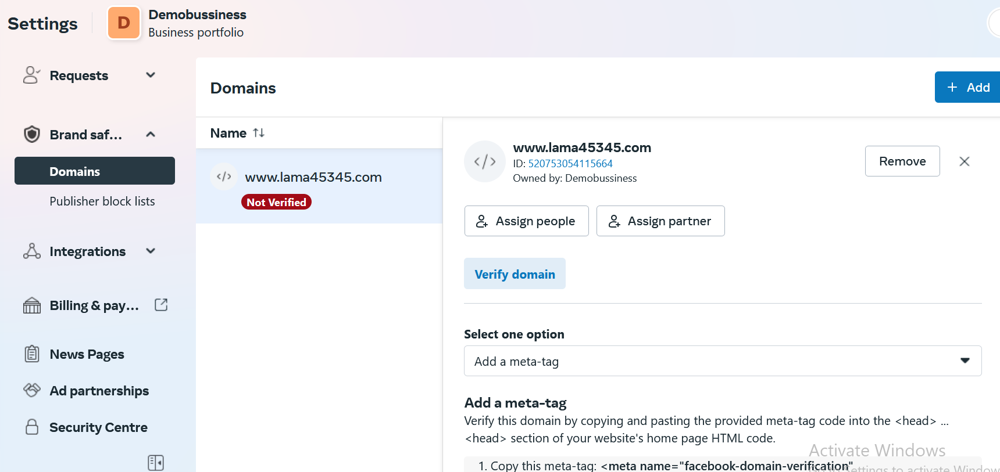 Settings
D
Demobussiness
Business portfolio
Requests
Brand saf...
Domains
Publisher block lists
Integrations
Billing & pay...
News Pages
Ad partnerships
Security Centre
Domains
+ Add
Name
</> www.lama45345.com
Not Verified
</>
www.lama45345.com
ID: 520753054115664
Owned by: Demobussiness
Remove
Assign people
Assign partner
Verify domain
Select one option
Add a meta-tag
Add a meta-tag
Verify this domain by copying and pasting the provided meta-tag code into the <head> ...
<head> section of your website's home page HTML code.
1. Copy this meta-tag: <meta name="facebook-domain-verification"
Activate Windows
Settings to activate Window